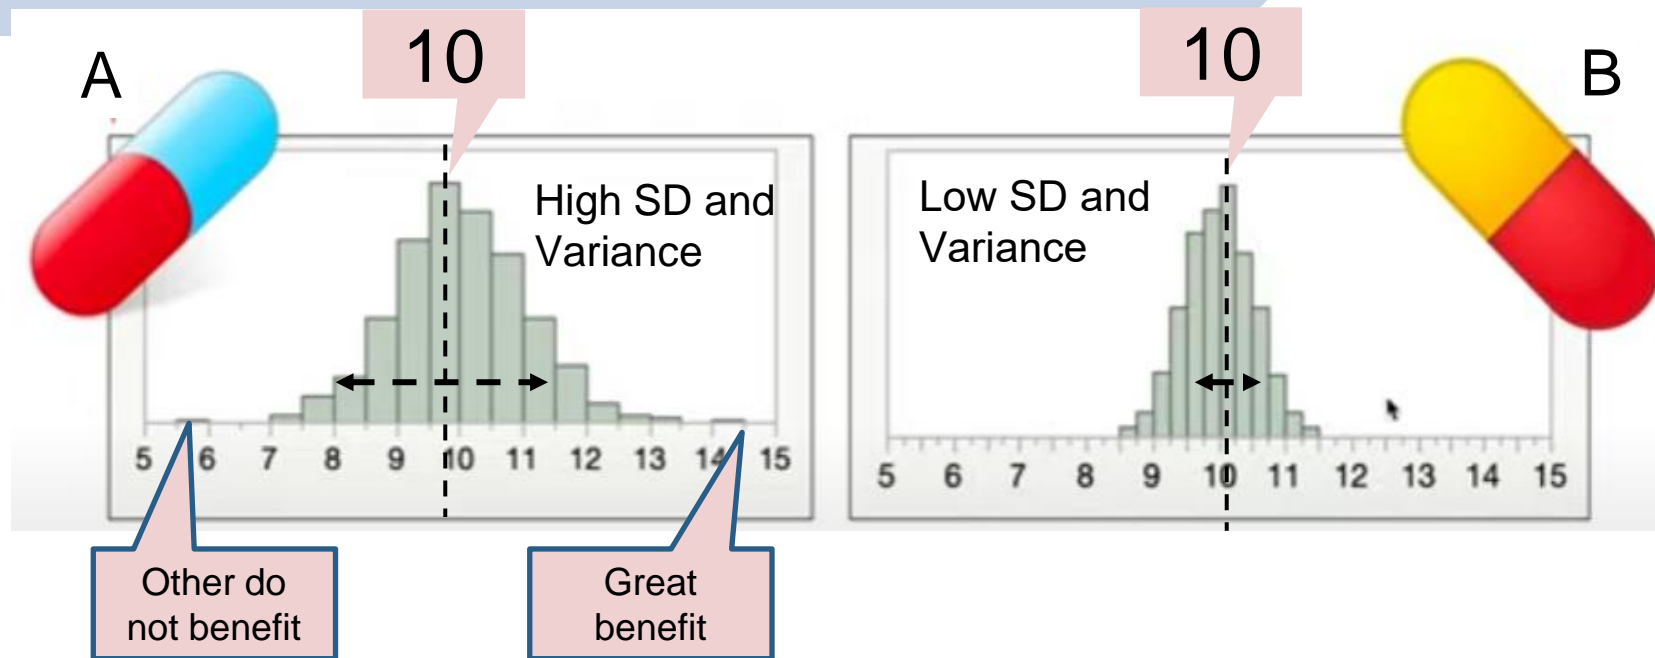 A
10
10
B
High SD and
Variance
Low SD and
Variance
5 6 7 8 9 10 11 12 13 14 15
5 6 7 8 9 10 11 12 13 14 15
Other do
not benefit
Great
benefit